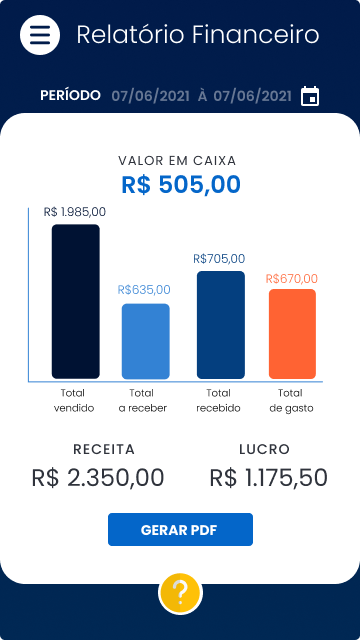 Relatório Financeiro
PERÍODO 07/06/2021 À 07/06/2021
VALOR EM CAIXA
R$ 505,00
R$ 1.985,00
R$635,00
R$705,00
R$670,00
Total vendido
Total a receber
Total recebido
Total de gasto
RECEITA
R$ 2.350,00
LUCRO
R$ 1.175,50
GERAR PDF
?